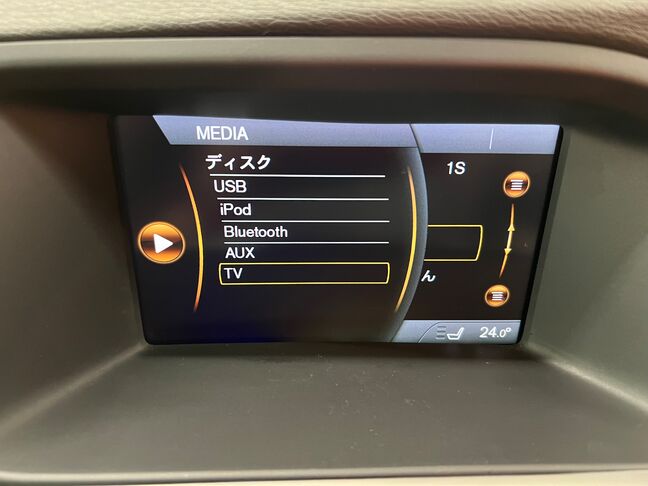 MEDIA
ディスク
USB
iPod
Bluetooth
AUX
TV
1S
ん
24.0°